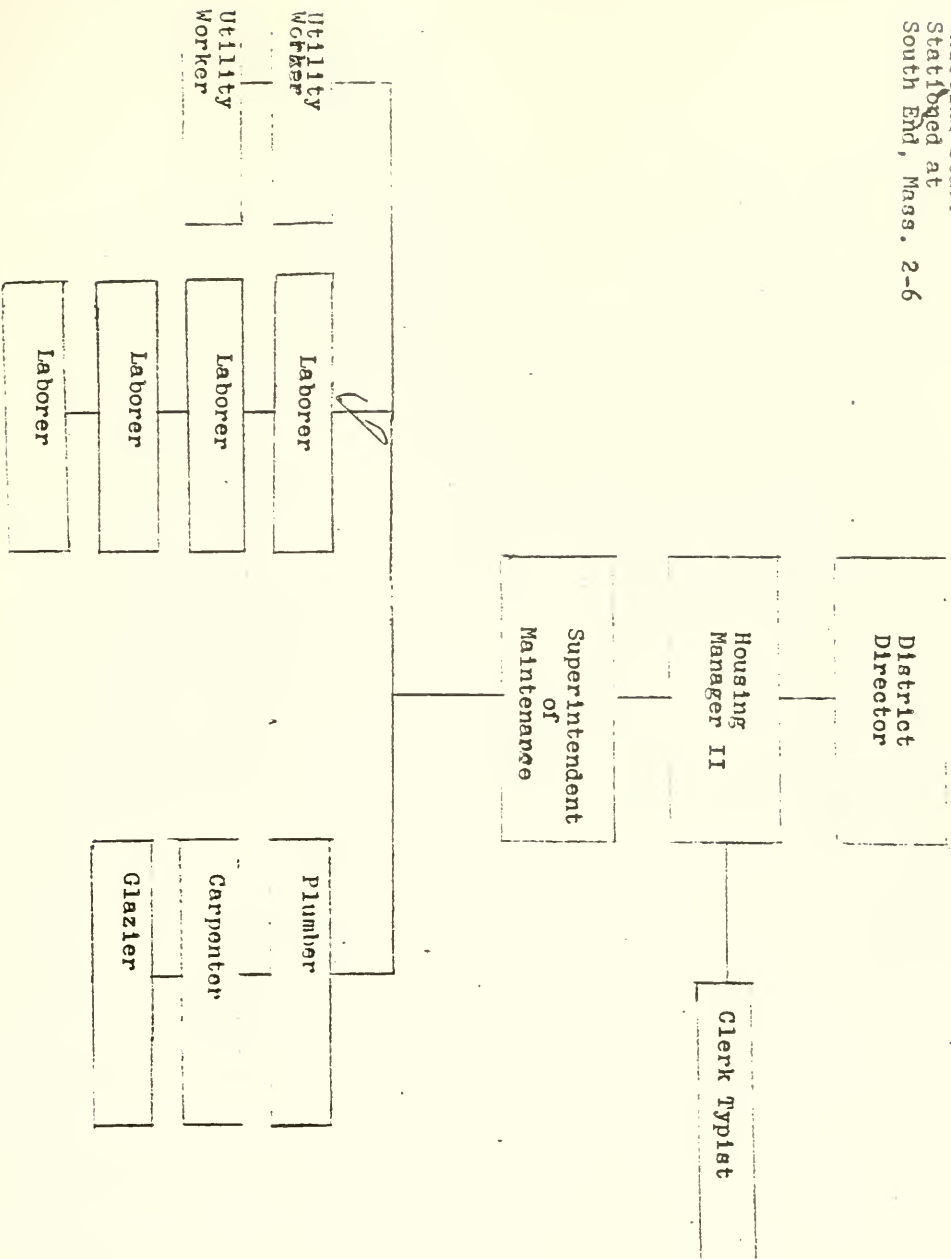 Stationed at
South End, Mass. 2-6
District
Director
Housing
Manager II
Clerk Typist
Superintendent
of
Maintenance
Utility
Worker
Utility
Worker
Laborer
Laborer
Laborer
Laborer
Plumber
Carpenter
Glazier